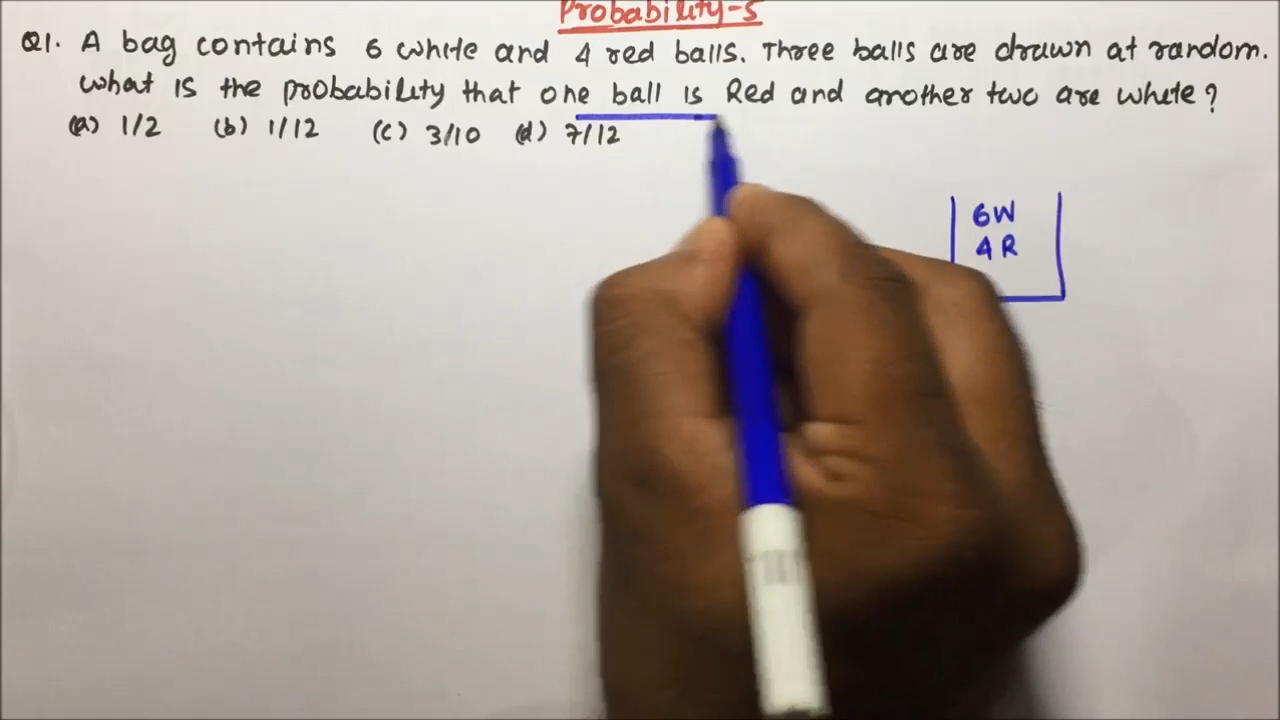 Probability-5
Q1. A bag contains 6 white and 4 red balls. Three balls are drawn at random.
What is the probability that one ball is Red and another two are white?
(a) 1/2 (b) 1/12 (c) 3/10 (d) 7/12
6W
4R